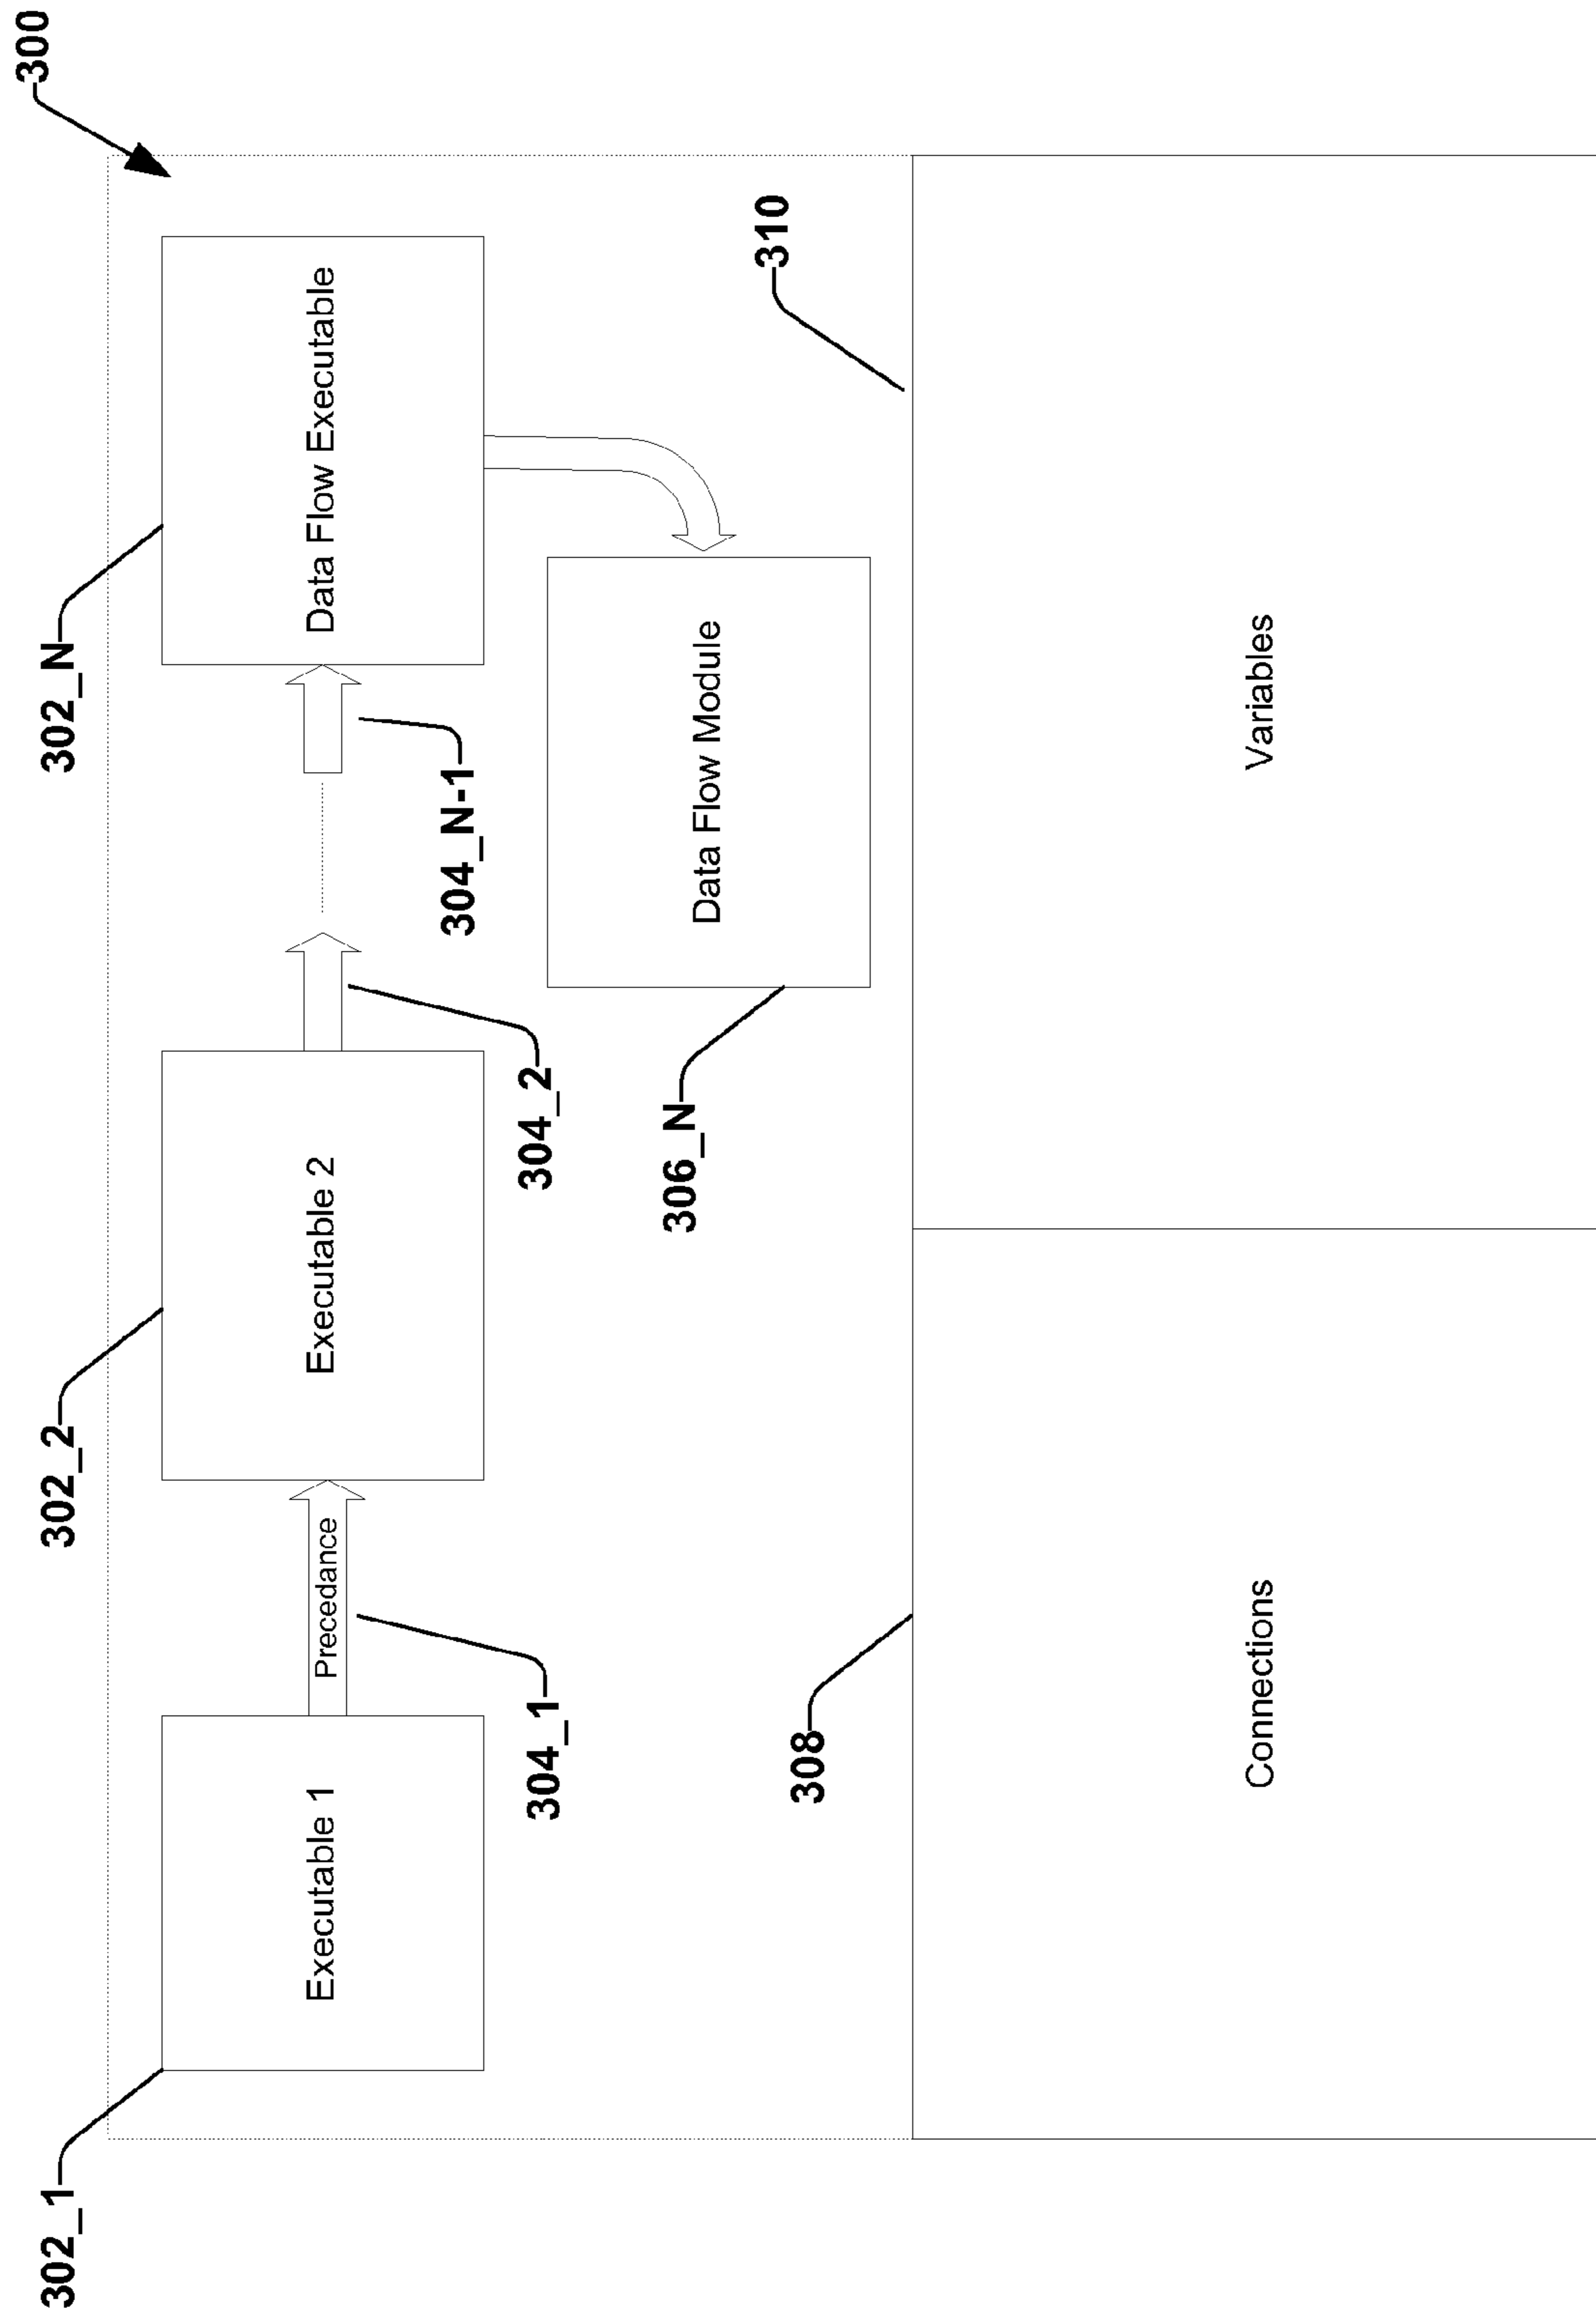 300
302_1
302_2
302_N
Executable 1
Precedance
Executable 2
Data Flow Executable
304_1
304_2
304_N-1
306_N
Data Flow Module
308
310
Connections
Variables